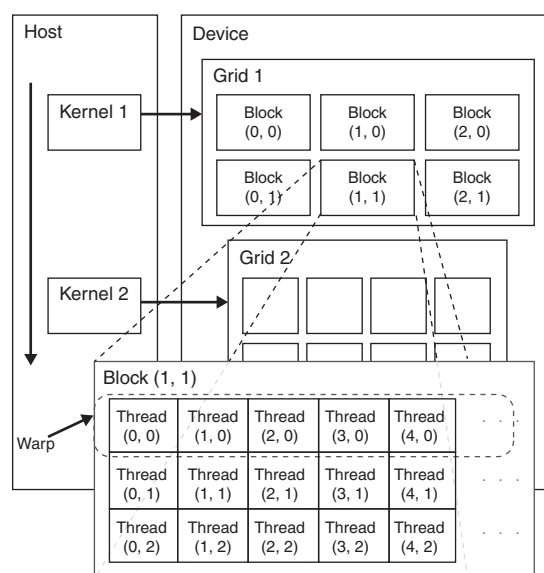 Host
Device
Grid 1
Kernel 1
Block
(0, 0)
Block
(1, 0)
Block
(2, 0)
Block
(0, 1)
Block
(1, 1)
Block
(2, 1)
Grid 2
Kernel 2
Block (1, 1)
Warp
Thread
(0, 0)
Thread
(1, 0)
Thread
(2, 0)
Thread
(3, 0)
Thread
(4, 0)
. . .
Thread
(0, 1)
Thread
(1, 1)
Thread
(2, 1)
Thread
(3, 1)
Thread
(4, 1)
. . .
Thread
(0, 2)
Thread
(1, 2)
Thread
(2, 2)
Thread
(3, 2)
Thread
(4, 2)
. . .